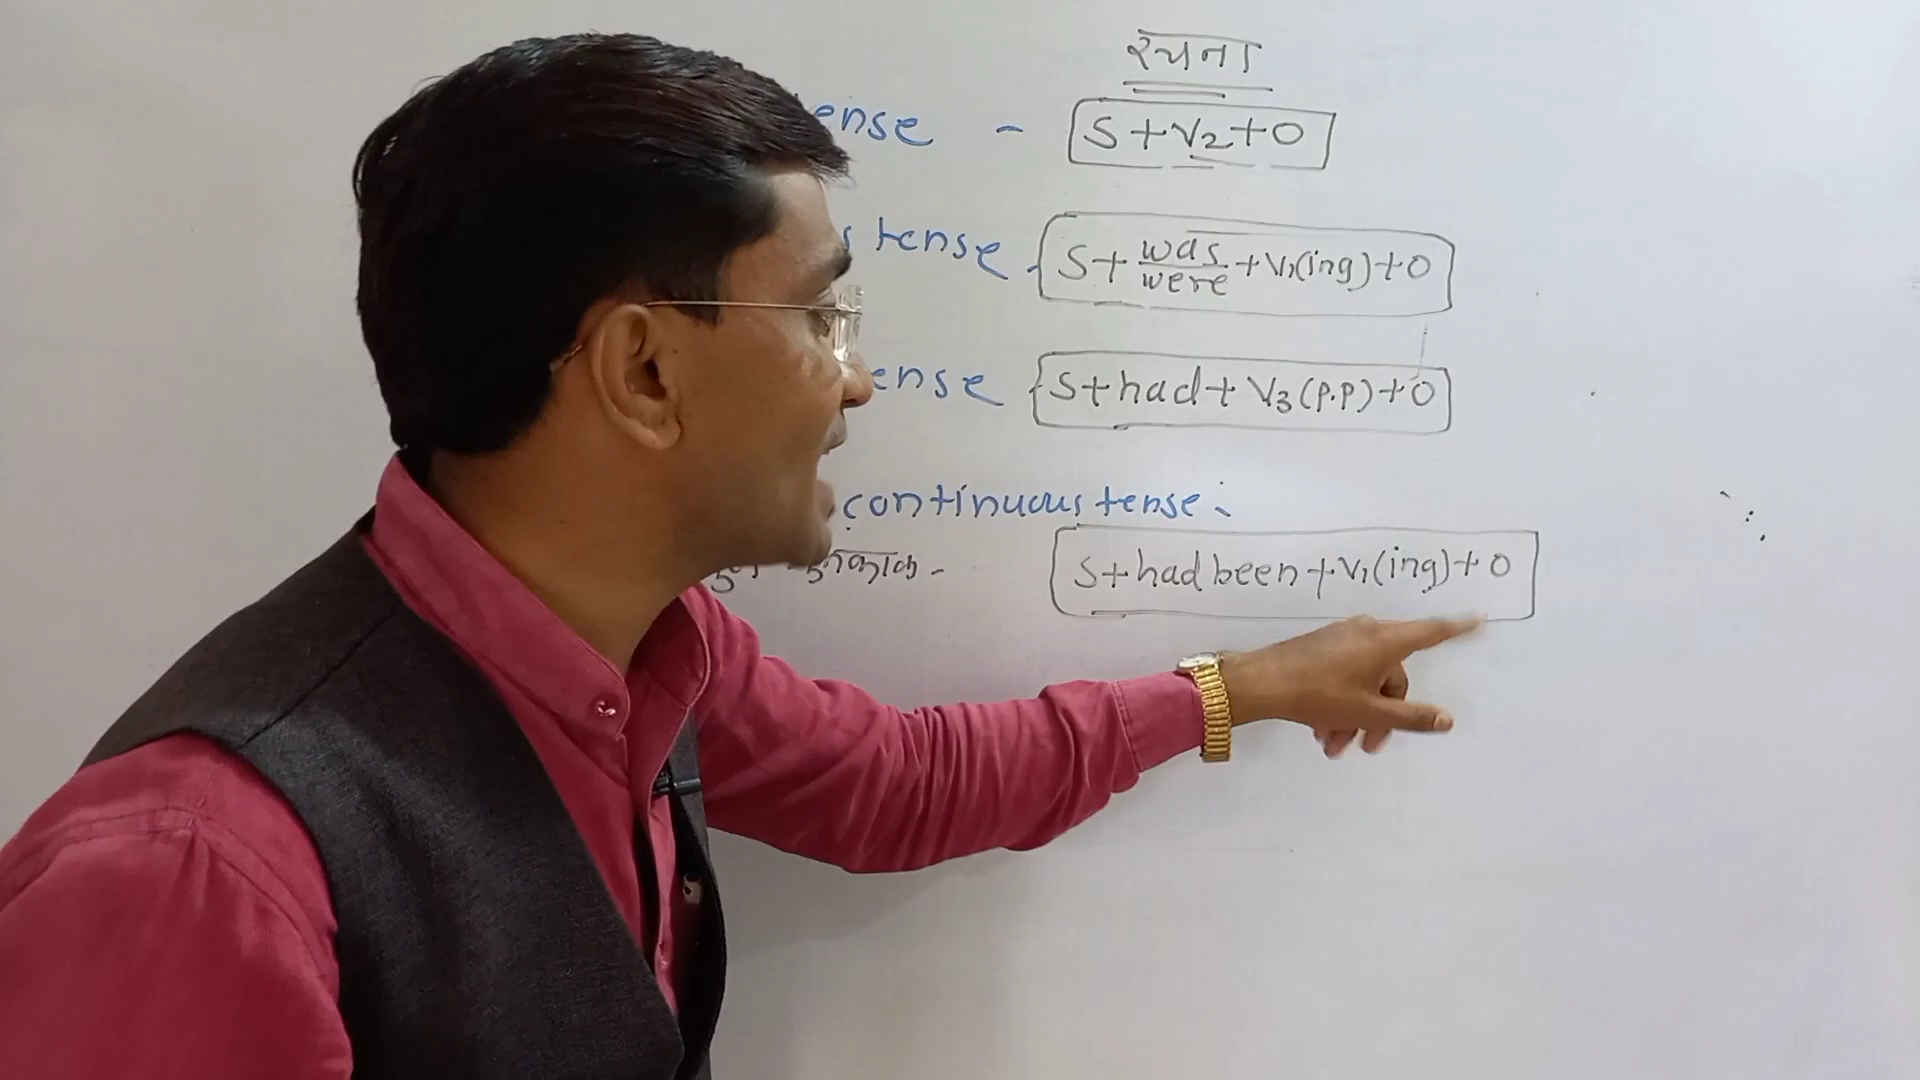 रचना
ense - S+V2+O
s tense. S+was/were+V1(ing)+O
ense S+had+V3(P.P)+O
continuous tense-
S+had been+V1(ing)+O